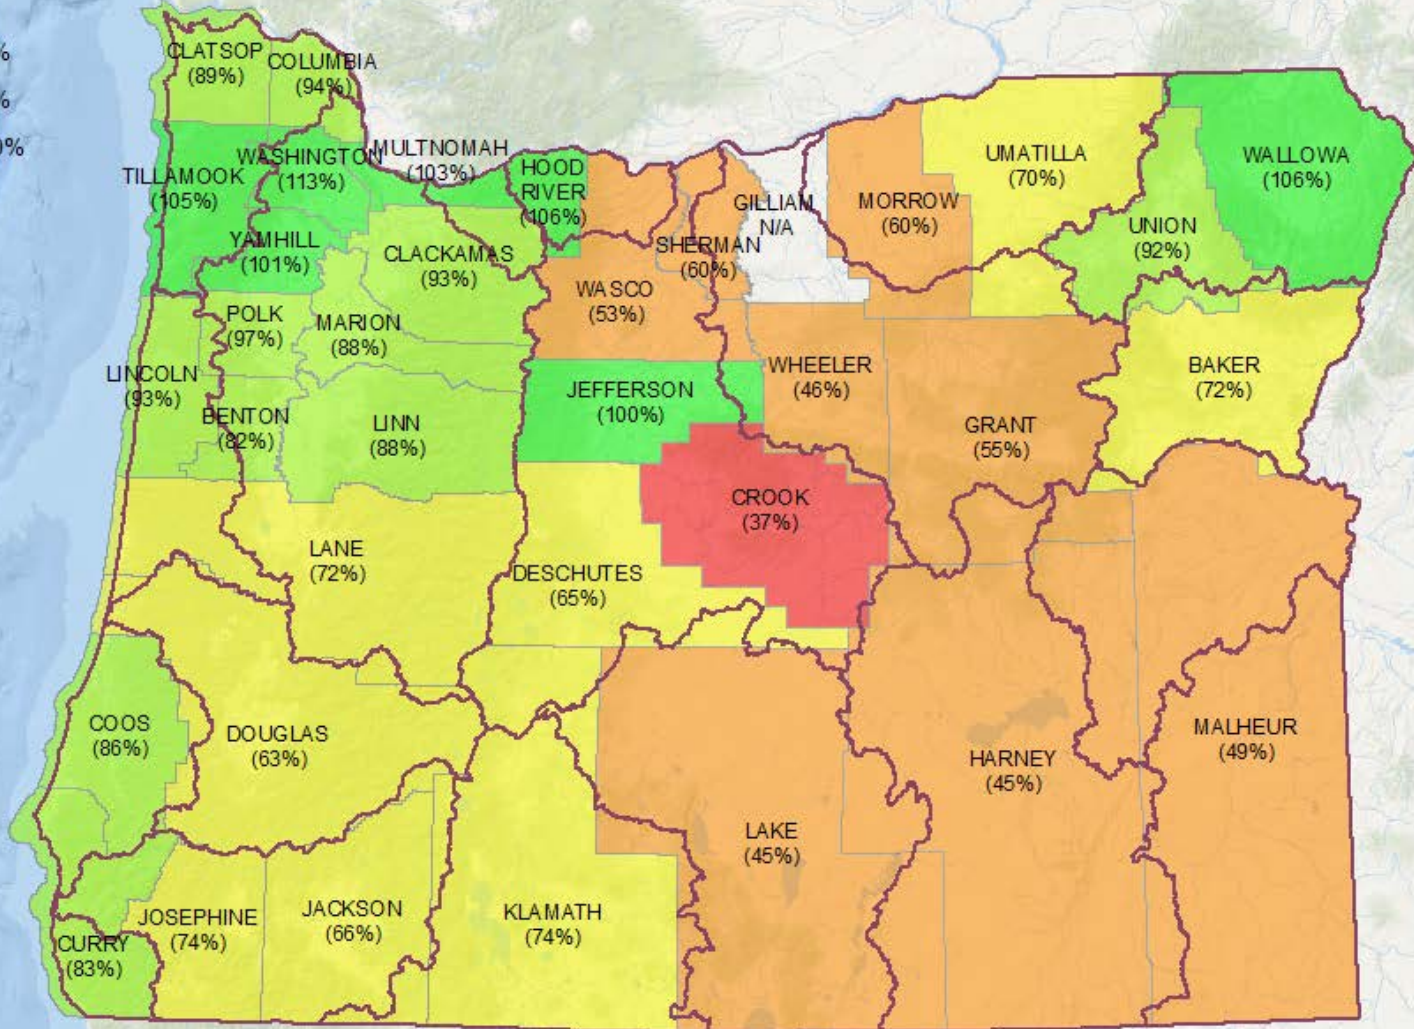 %
%
0%
CLATSOP
(89%)
COLUMBIA
(94%)
TILLAMOOK
(105%)
WASHINGTON
(113%)
MULTNOMAH
(103%)
HOOD
RIVER
(106%)
YAMHILL
(101%)
CLACKAMAS
(93%)
WASCO
(53%)
SHERMAN
(60%)
GILLIAM
N/A
MORROW
(60%)
UMATILLA
(70%)
UNION
(92%)
WALLOWA
(106%)
POLK
(97%)
MARION
(88%)
LINCOLN
(93%)
BENTON
(82%)
LINN
(88%)
JEFFERSON
(100%)
WHEELER
(46%)
GRANT
(55%)
BAKER
(72%)
CROOK
(37%)
LANE
(72%)
DESCHUTES
(65%)
COOS
(86%)
DOUGLAS
(63%)
HARNEY
(45%)
MALHEUR
(49%)
LAKE
(45%)
CURRY
(83%)
JOSEPHINE
(74%)
JACKSON
(66%)
KLAMATH
(74%)